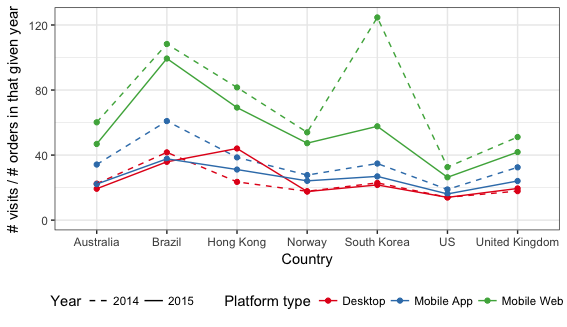 # visits / # orders in that given year
120
80
40
0
Australia Brazil Hong Kong Norway South Korea US United Kingdom
Country
Year 2014 2015 Platform type Desktop Mobile App Mobile Web